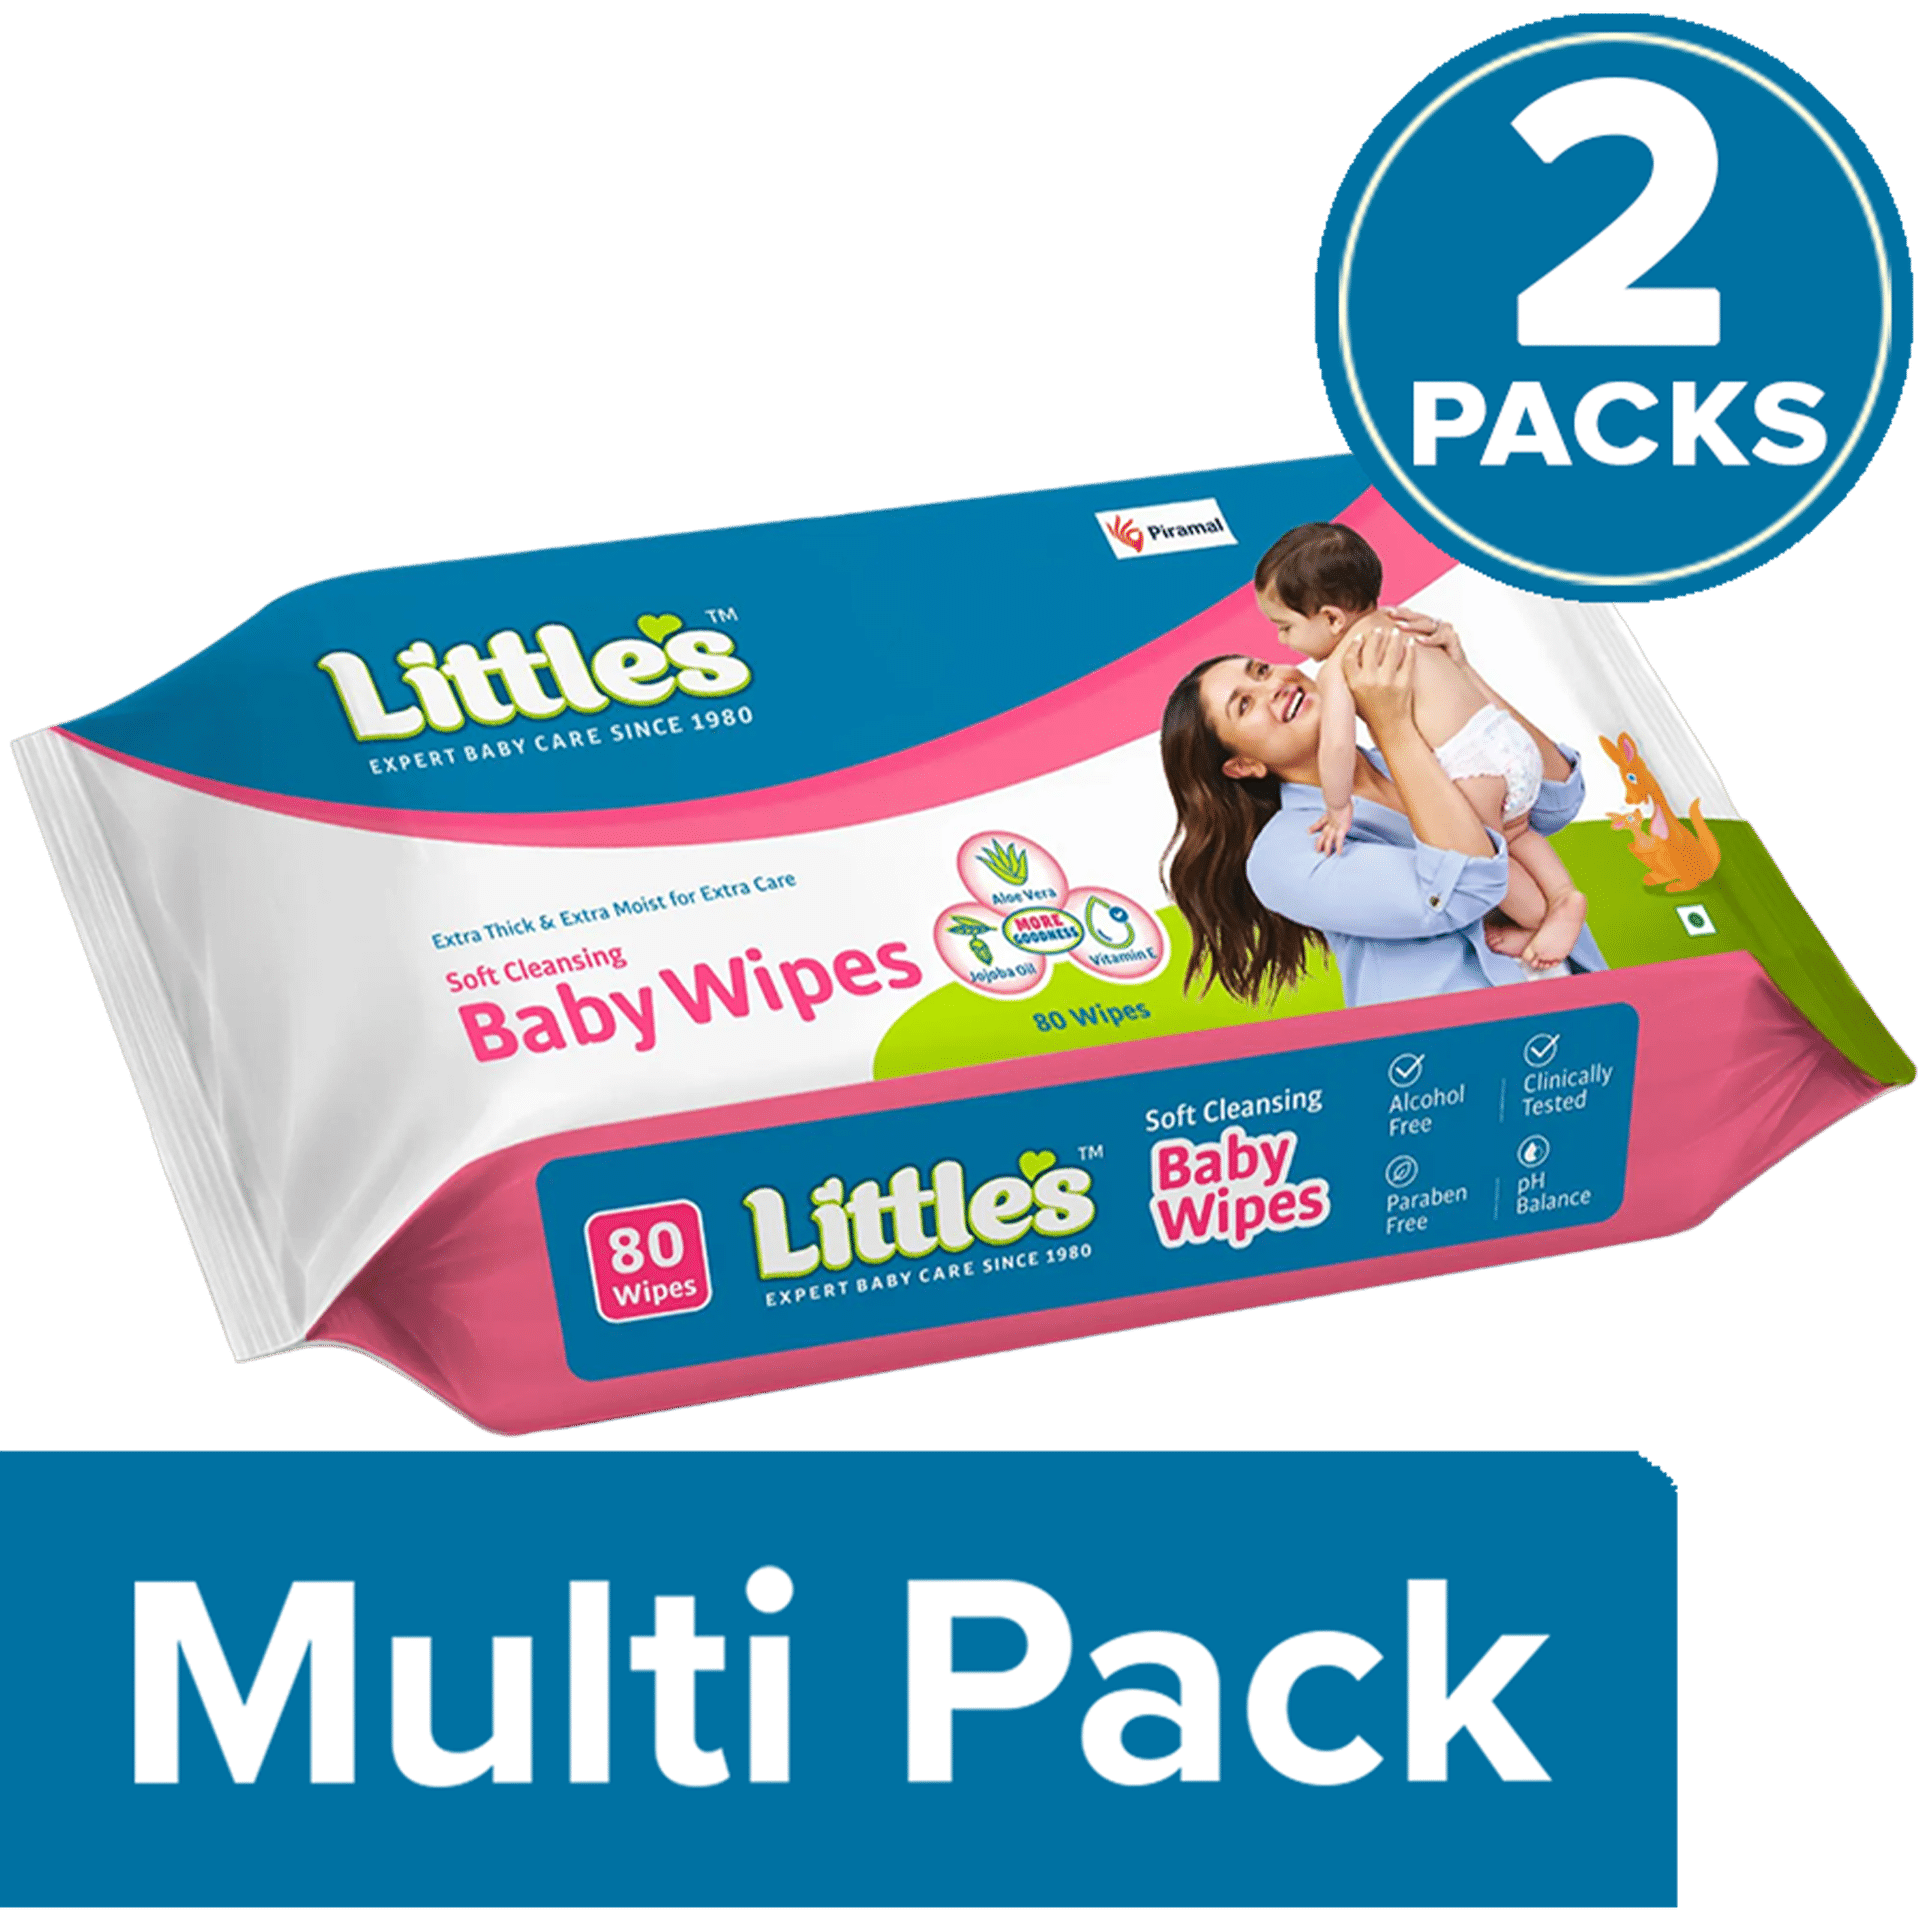 2
PACKS
Piramal
Little's™
EXPERT BABY CARE SINCE 1980
Extra Thick & Extra Moist for Extra Care
Soft Cleansing
Baby Wipes
Aloe Vera
MORE
GOODNESS
Jojoba Oil
Vitamin E
80 Wipes
80
Wipes
Little's™
EXPERT BABY CARE SINCE 1980
Soft Cleansing
Baby
Wipes
Alcohol
Free
Clinically
Tested
Paraben
Free
pH
Balance
Multi Pack